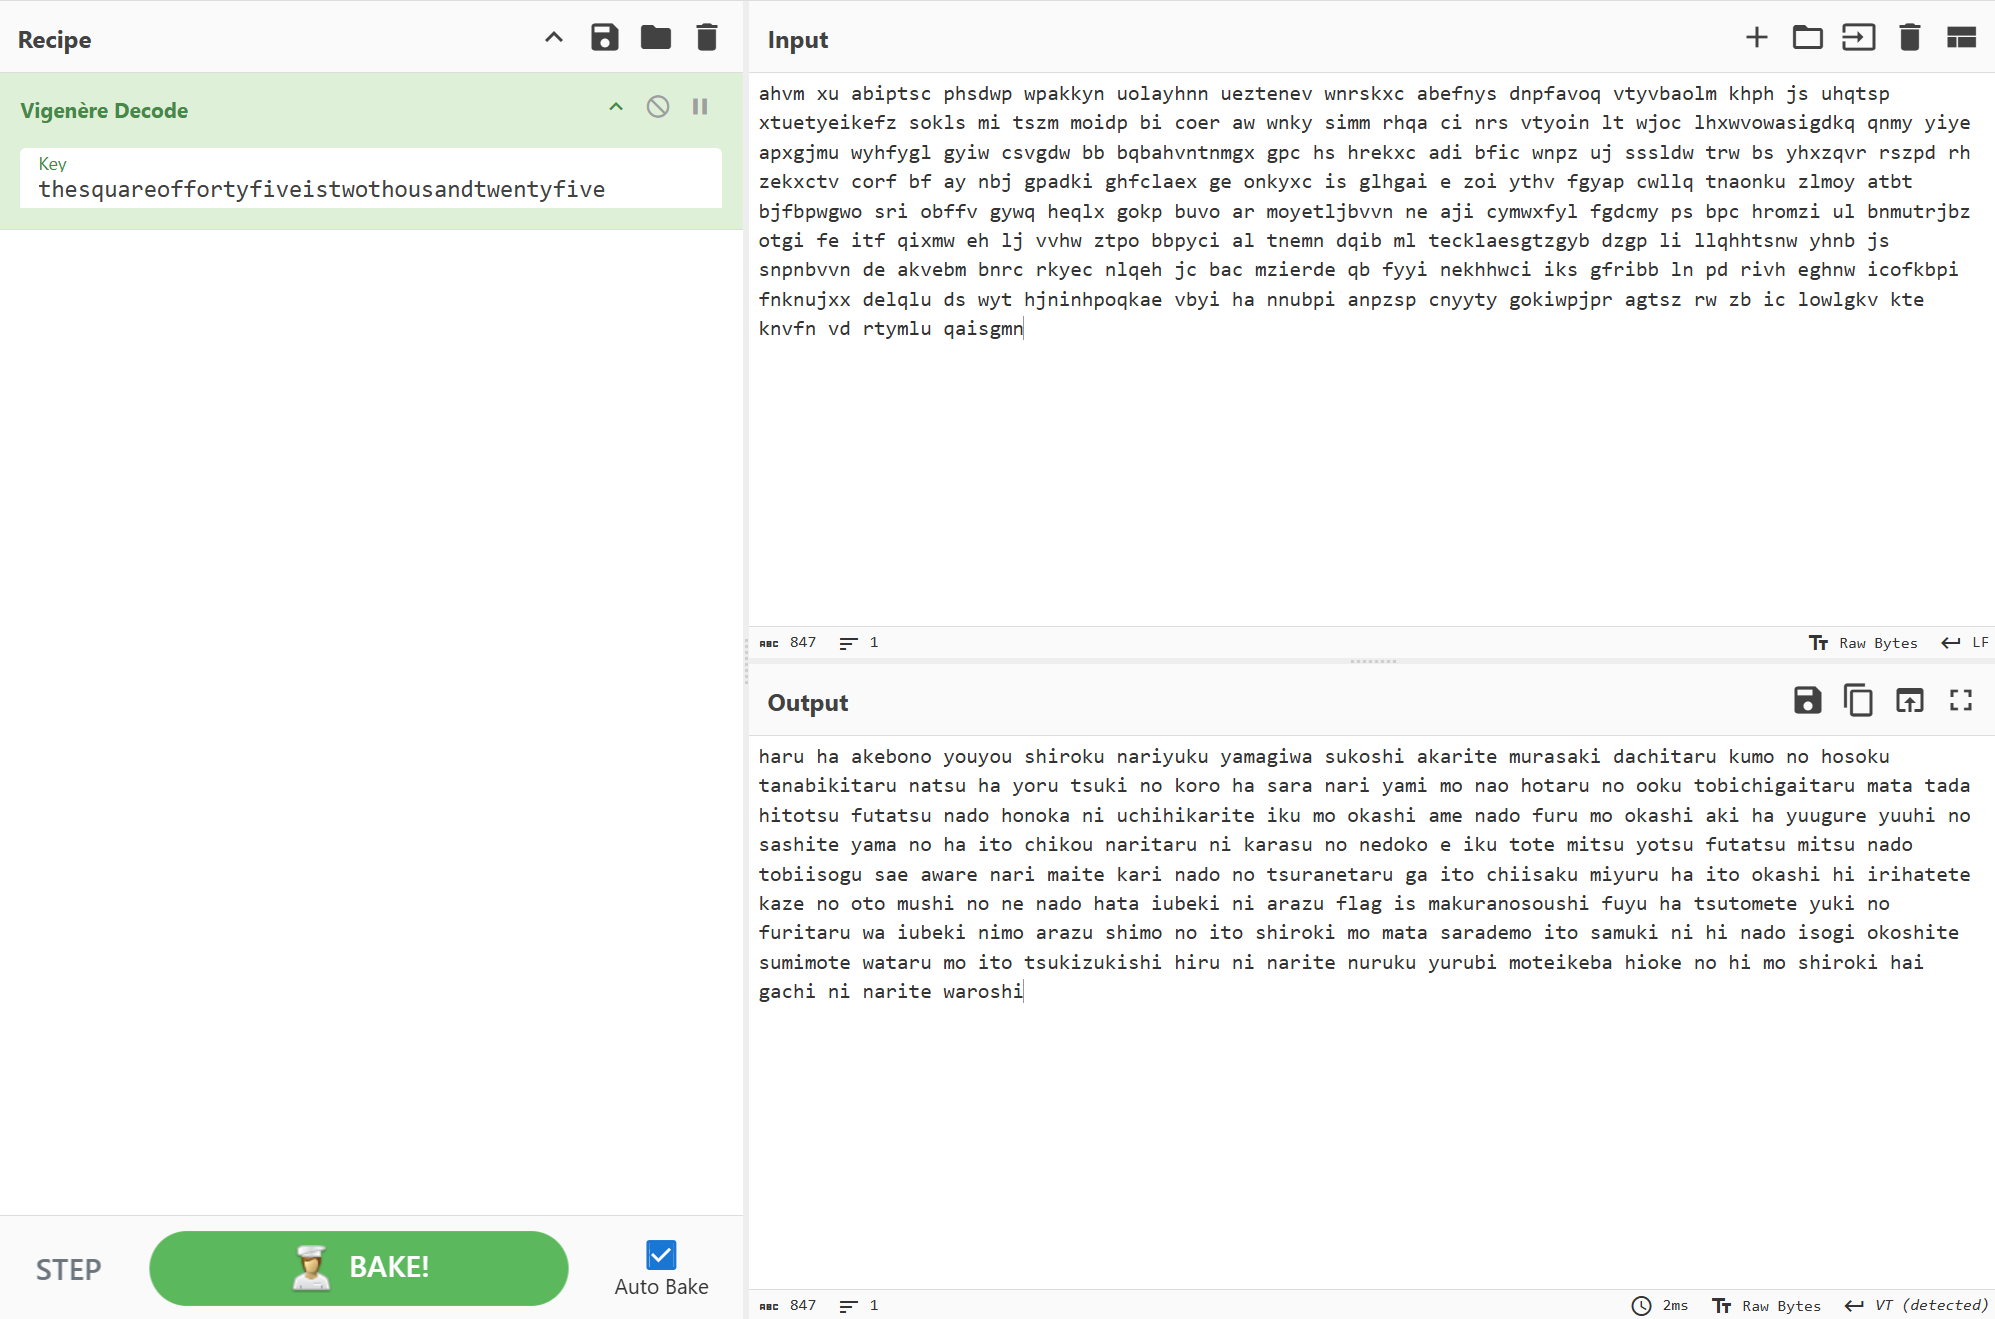 Recipe
Vigenère Decode
Key
thesquareoffortyfiveistwothousandtwentyfive
STEP
BAKE!
Auto Bake
Input
ahvm xu abiptsc phsdwp wpakkyn uolayhnn ueztenev wnrskxc abefnys dnpfavoq vtyvbaolm khph js uhqtsp
xtuetyeikefz sokls mi tszm moidp bi coer aw wnky simm rhqa ci nrs vtyoin lt wjoc lhxwvowasigdkq qnmy yiye
apxgjmu wyhfygl gyiw csvgdw bb bqbahvntnmgx gpc hs hrekxc adi bfic wnpz uj sssldw trw bs yhxzqvr rszpd rh
zekxctv corf bf ay nbj gpadki ghfclaex ge onkyxc is glhgai e zoi ythv fgyap cwllq tnaonku zlmoy atbt
bjfbpwgwo sri obffv gywq heqlx gokp buvo ar moyetljbvvn ne aji cymwxfyl fgdcmy ps bpc hromzi ul bnmutrjbz
otgi fe itf qixmw eh lj vvhw ztpo bbpyci al tnemn dqib ml tecklaesgtzgyb dzgp li llqhhtsnw yhnb js
snpnbvvn de akvebm bnrc rkyec nlqeh jc bac mzierde qb fyyi nekhhwci iks gfribb ln pd rivh eghnw icofkbpi
fnknujxx delqlu ds wyt hjninhpoqkae vbyi ha nnubpi anpzsp cnyyty gokiwpjpr agtsz rw zb ic lowlgkv kte
knvfn vd rtymlu qaisgmn
ABC 847 1
Raw Bytes LF
Output
haru ha akebono youyou shiroku nariyuku yamagiwa sukoshi akarite murasaki dachitaru kumo no hosoku
tanabikitaru natsu ha yoru tsuki no koro ha sara nari yami mo nao hotaru no ooku tobichigaitaru mata tada
hitotsu futatsu nado honoka ni uchihikarite iku mo okashi ame nado furu mo okashi aki ha yuugure yuuhi no
sashite yama no ha ito chikou naritaru ni karasu no nedoko e iku tote mitsu yotsu futatsu mitsu nado
tobiisogu sae aware nari maite kari nado no tsuranetaru ga ito chiisaku miyuru ha ito okashi hi irihatete
kaze no oto mushi no ne nado hata iubeki ni arazu flag is makuranosoushi fuyu ha tsutomete yuki no
furitaru wa iubeki nimo arazu shimo no ito shiroki mo mata sarademo ito samuki ni hi nado isogi okoshite
sumimote wataru mo ito tsukizukishi hiru ni narite nuruku yurubi moteikeba hioke no hi mo shiroki hai
gachi ni narite waroshi
ABC 847 1
2ms Raw Bytes VT (detected)